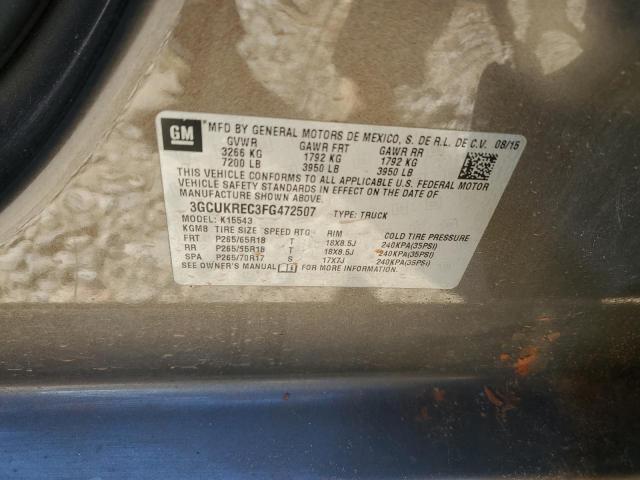 GM
*MFD BY GENERAL MOTORS DE MEXICO, S. DE R.L. DE C.V. 08/15
GVWR GAWR FRT GAWR RR
3266 KG 1792 KG 1792 KG
7200 LB 3950 LB 3950 LB
THIS VEHICLE CONFORMS TO ALL APPLICABLE U.S. FEDERAL MOTOR
VEHICLE SAFETY STANDARDS IN EFFECT ON THE DATE OF
MANUFACTURE SHOWN ABOVE.
3GCUKREC3FG472507 TYPE: TRUCK
MODEL: K15543
KGM8 TIRE SIZE SPEED RTG RIM COLD TIRE PRESSURE
FRT P265/65R18 T 18X8.5J 240KPA(35PSI)
RR P265/65R18 T 18X8.5J 240KPA(35PSI)
SPA P265/70R17 S 17X7J 240KPA(35PSI)
SEE OWNER'S MANUAL FOR MORE INFORMATION.